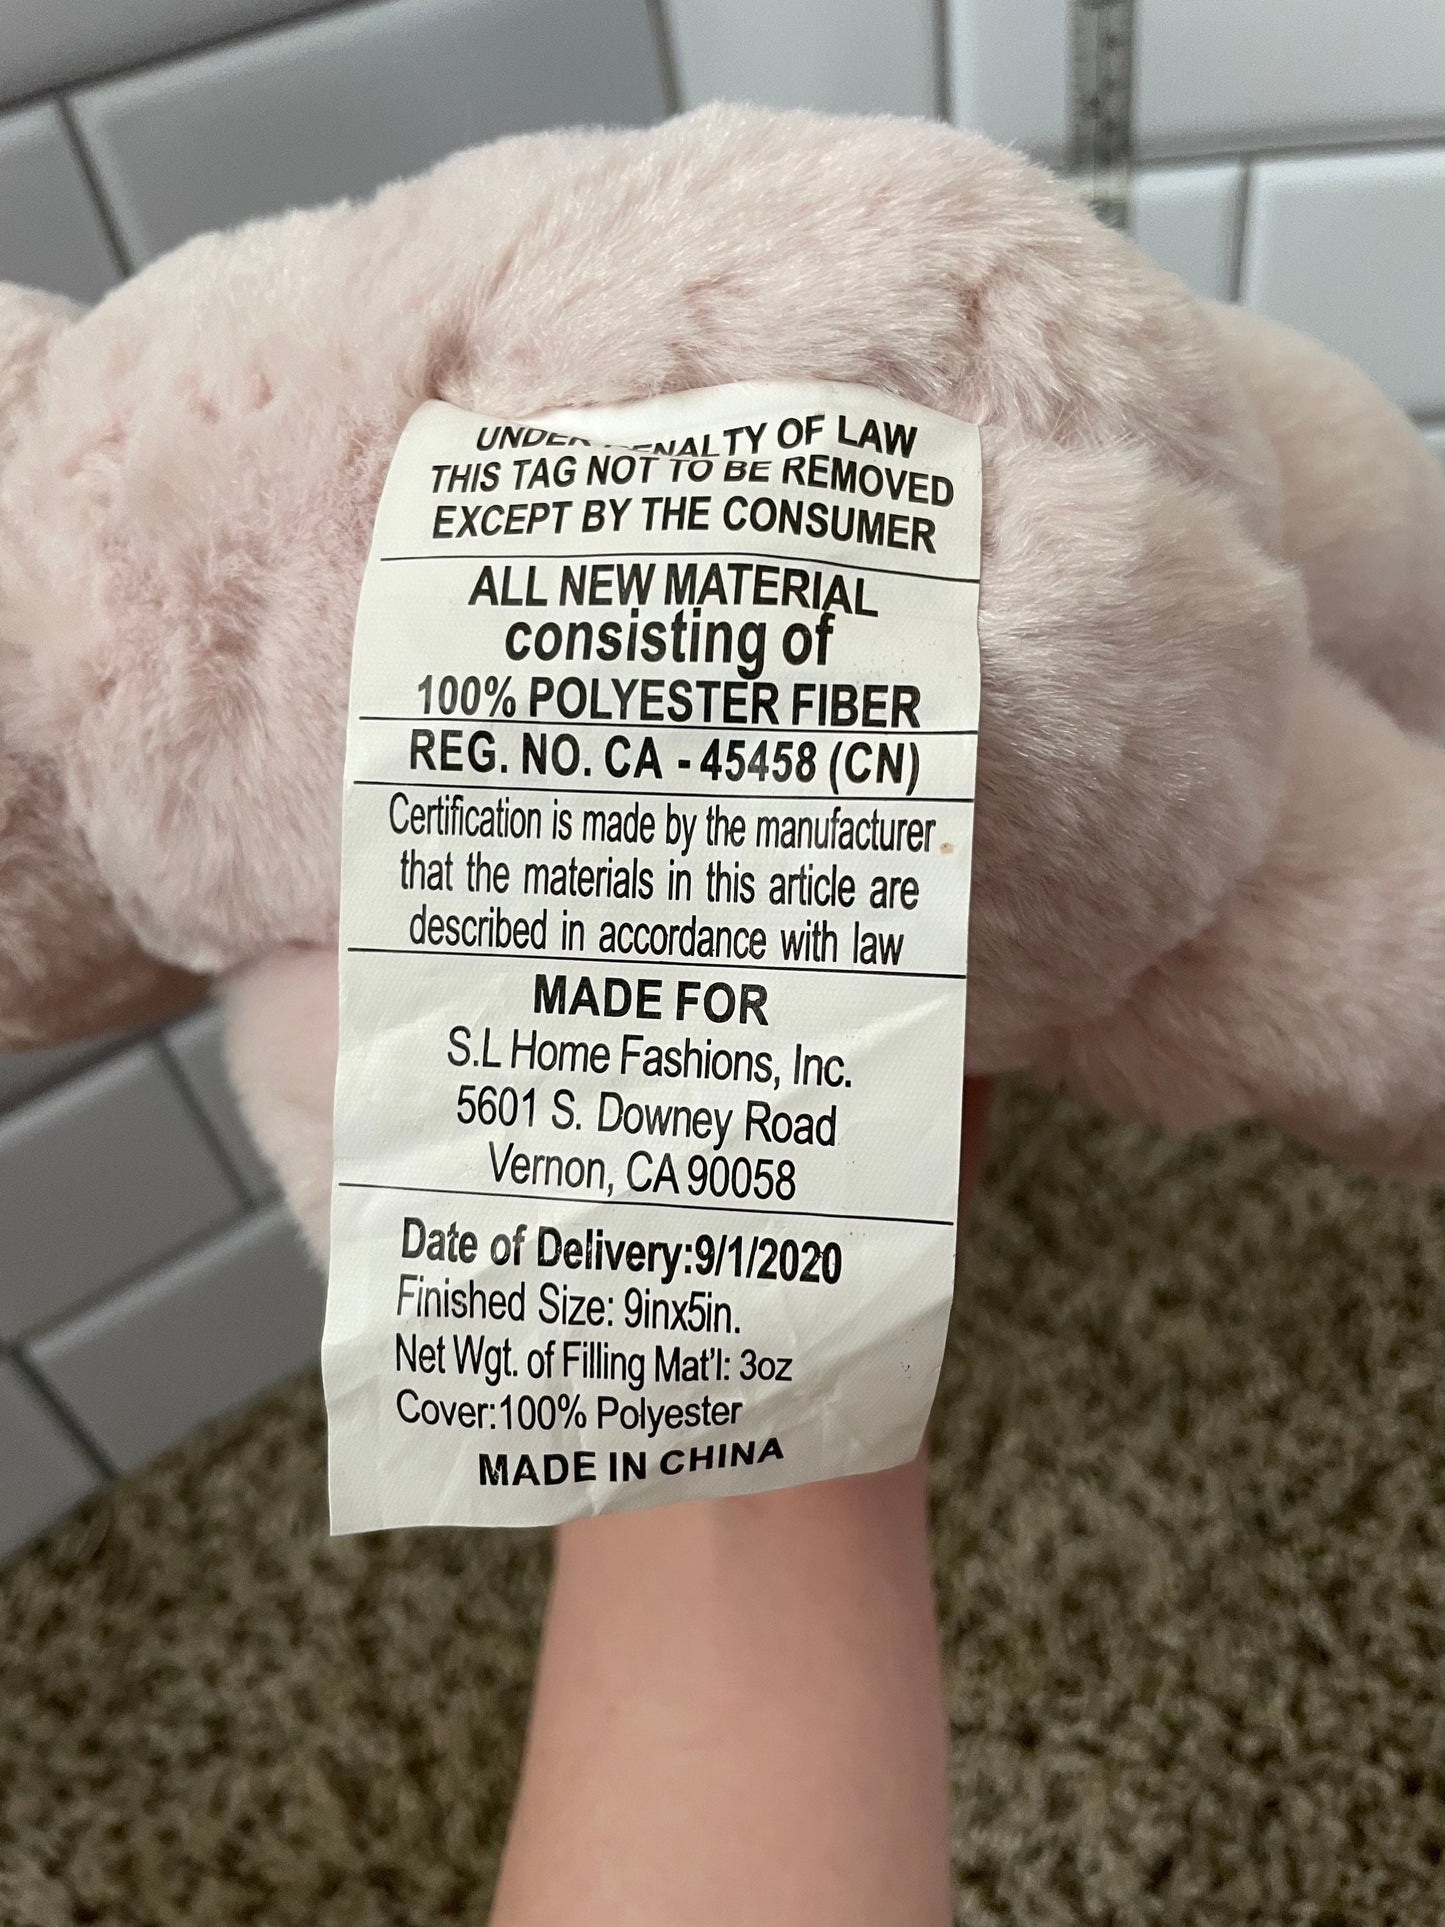 UNDER PENALTY OF LAW
THIS TAG NOT TO BE REMOVED
EXCEPT BY THE CONSUMER
ALL NEW MATERIAL
consisting of
100% POLYESTER FIBER
REG. NO. CA - 45458 (CN)
Certification is made by the manufacturer
that the materials in this article are
described in accordance with law
MADE FOR
S.L Home Fashions, Inc.
5601 S. Downey Road
Vernon, CA 90058
Date of Delivery:9/1/2020
Finished Size: 9inx5in.
Net Wgt. of Filling Mat'l: 3oz
Cover:100% Polyester
MADE IN CHINA